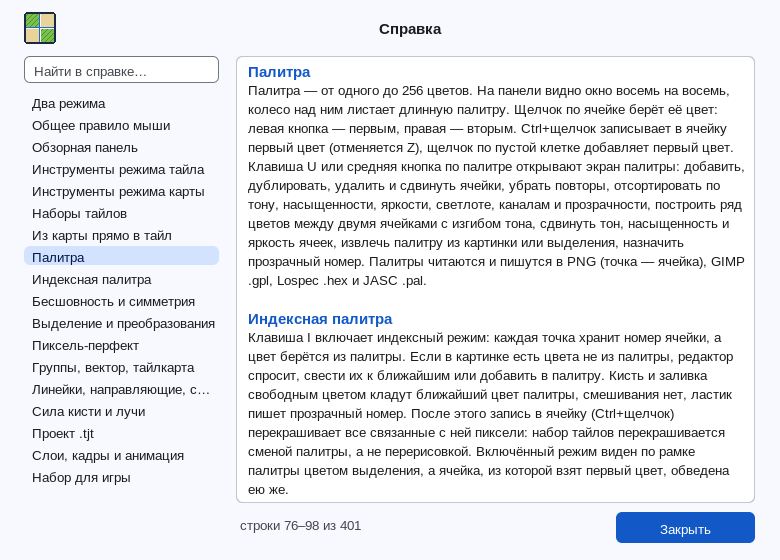 Справка
Найти в справке…
Два режима
Общее правило мыши
Обзорная панель
Инструменты режима тайла
Инструменты режима карты
Наборы тайлов
Из карты прямо в тайл
Палитра
Индексная палитра
Бесшовность и симметрия
Выделение и преобразования
Пиксель-перфект
Группы, вектор, тайлкарта
Линейки, направляющие, с…
Сила кисти и лучи
Проект .tjt
Слои, кадры и анимация
Набор для игры
Палитра
Палитра — от одного до 256 цветов. На панели видно окно восемь на восемь,
колесо над ним листает длинную палитру. Щелчок по ячейке берёт её цвет:
левая кнопка — первым, правая — вторым. Ctrl+щелчок записывает в ячейку
первый цвет (отменяется Z), щелчок по пустой клетке добавляет первый цвет.
Клавиша U или средняя кнопка по палитре открывают экран палитры: добавить,
дублировать, удалить и сдвинуть ячейки, убрать повторы, отсортировать по
тону, насыщенности, яркости, светлоте, каналам и прозрачности, построить ряд
цветов между двумя ячейками с изгибом тона, сдвинуть тон, насыщенность и
яркость ячеек, извлечь палитру из картинки или выделения, назначить
прозрачный номер. Палитры читаются и пишутся в PNG (точка — ячейка), GIMP
.gpl, Lospec .hex и JASC .pal.
Индексная палитра
Клавиша I включает индексный режим: каждая точка хранит номер ячейки, а
цвет берётся из палитры. Если в картинке есть цвета не из палитры, редактор
спросит, свести их к ближайшим или добавить в палитру. Кисть и заливка
свободным цветом кладут ближайший цвет палитры, смешивания нет, ластик
пишет прозрачный номер. После этого запись в ячейку (Ctrl+щелчок)
перекрашивает все связанные с ней пиксели: набор тайлов перекрашивается
сменой палитры, а не перерисовкой. Включённый режим виден по рамке
палитры цветом выделения, а ячейка, из которой взят первый цвет, обведена
ею же.
строки 76–98 из 401
Закрыть